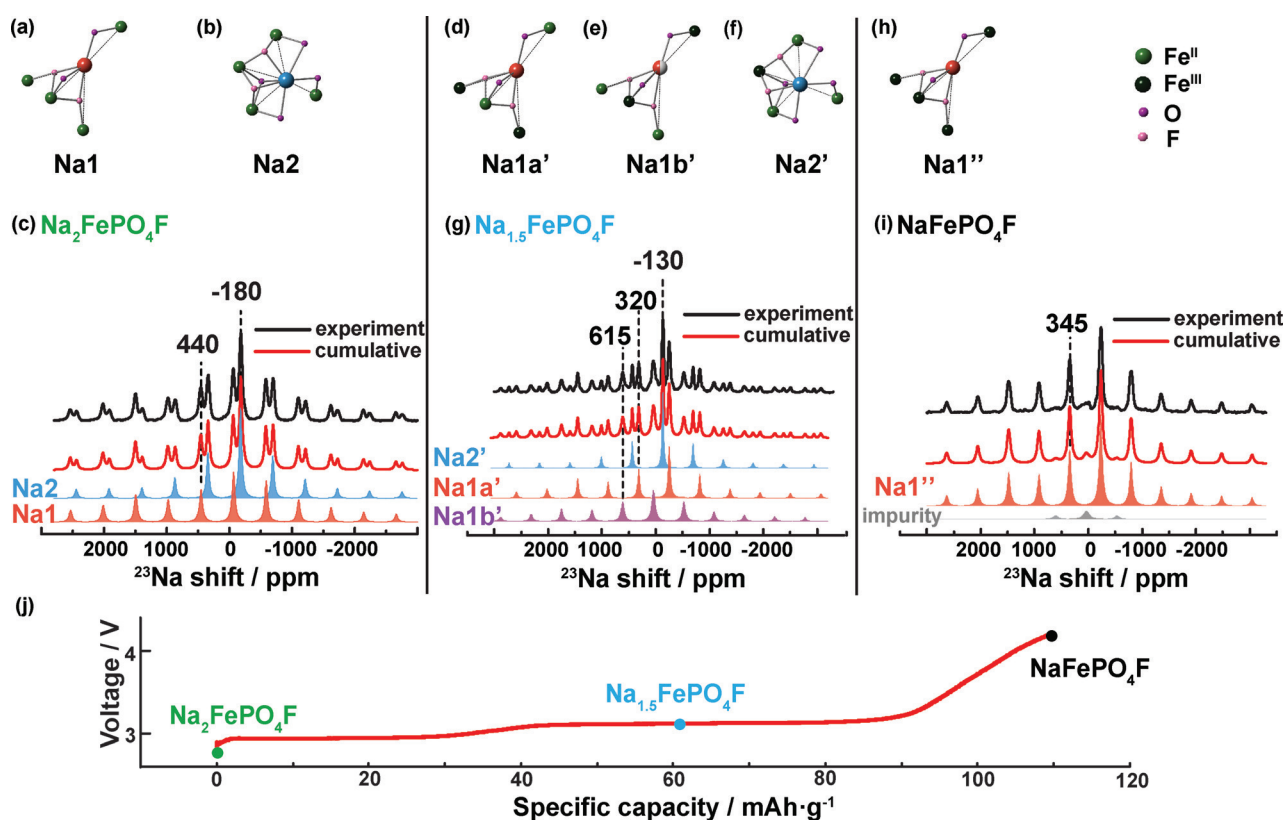 (a)
(b)
(d)
(e)
(f)
(h)
Fe^II
Fe^III
O
F
Na1
Na2
Na1a’
Na1b’
Na2’
Na1’’
(c) Na₂FePO₄F
(g) Na₁.₅FePO₄F
(i) NaFePO₄F
-180
440
experiment
cumulative
Na2
Na1
2000 1000 0 -1000 -2000
²³Na shift / ppm
-130
320
615
experiment
cumulative
Na2’
Na1a’
Na1b’
2000 1000 0 -1000 -2000
²³Na shift / ppm
345
experiment
cumulative
Na1’’
impurity
2000 1000 0 -1000 -2000
²³Na shift / ppm
(j)
Voltage / V
4
3
Na₂FePO₄F
Na₁.₅FePO₄F
NaFePO₄F
0 20 40 60 80 100 120
Specific capacity / mAh·g⁻¹